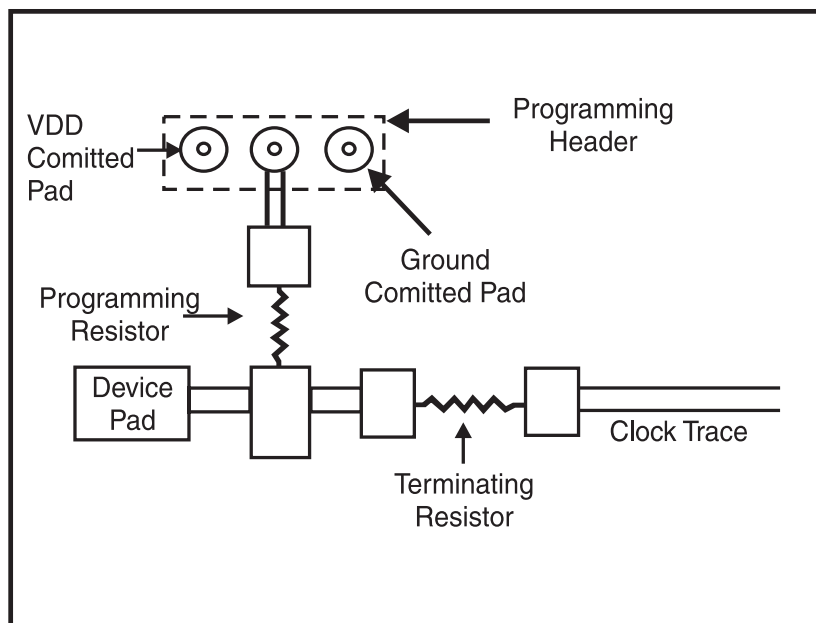 VDD
Comitted
Pad
Programming
Header
Ground
Comitted Pad
Programming
Resistor
Device
Pad
Clock Trace
Terminating
Resistor